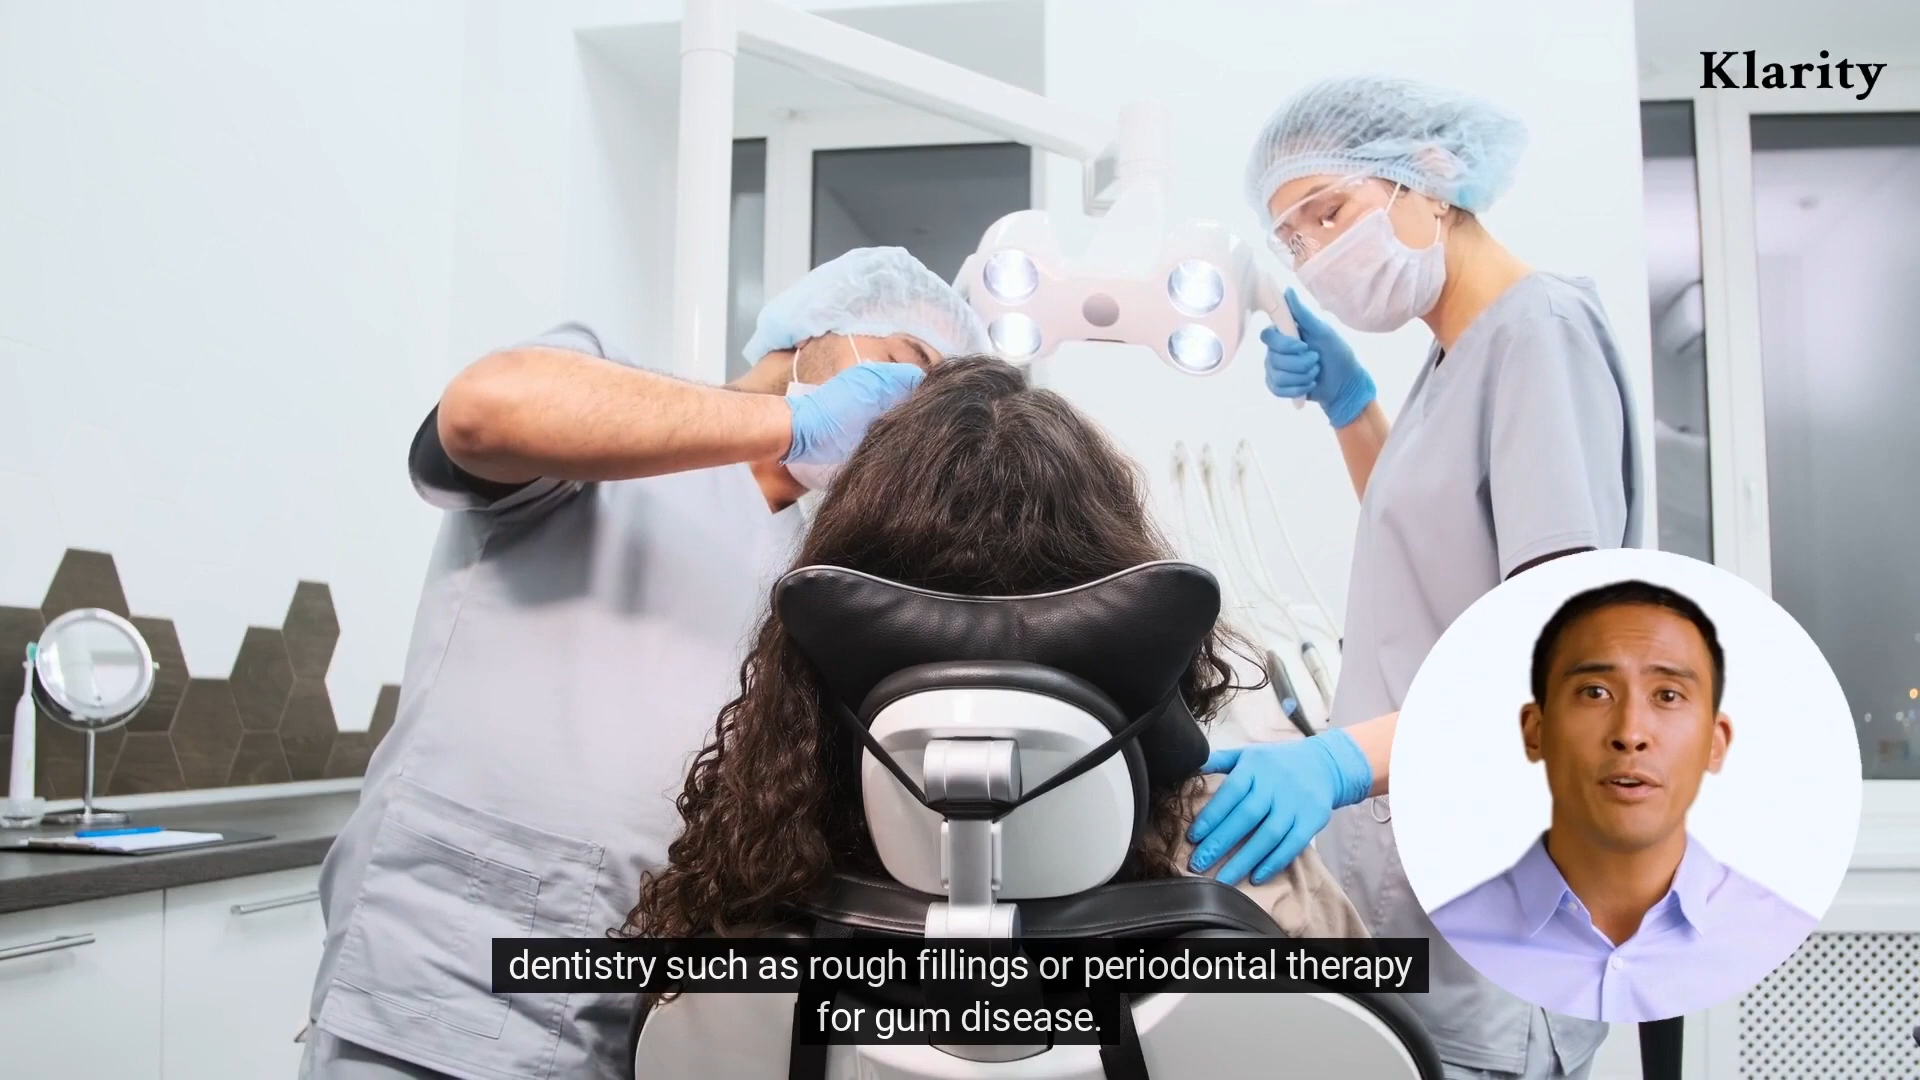 Klarity
dentistry such as rough fillings or periodontal therapy
for gum disease.